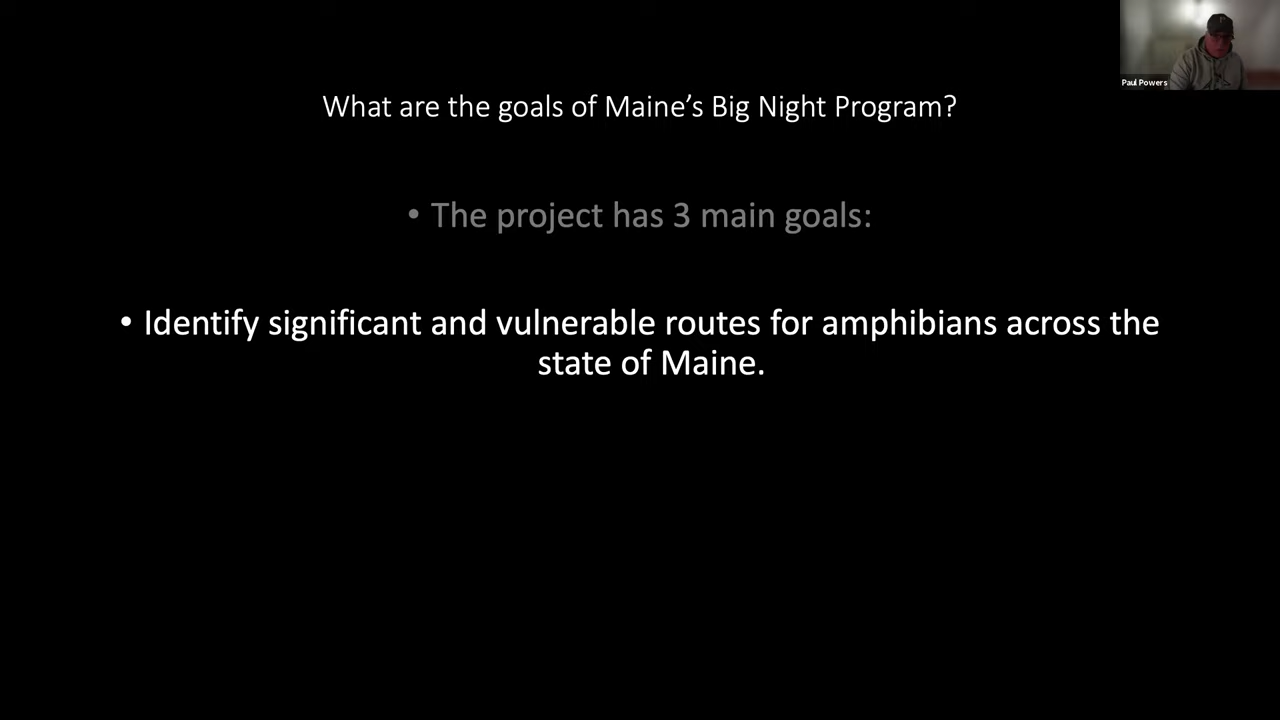 Paul Powers
What are the goals of Maine’s Big Night Program?
• The project has 3 main goals:
• Identify significant and vulnerable routes for amphibians across the
state of Maine.